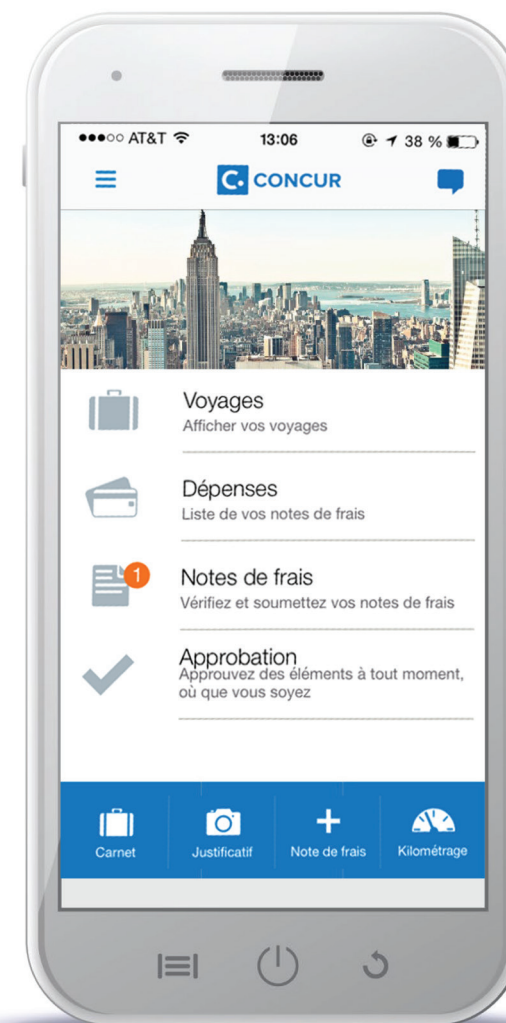 AT&T 13:06 38 %
C. CONCUR
Voyages
Afficher vos voyages
Dépenses
Liste de vos notes de frais
Notes de frais
1
Vérifiez et soumettez vos notes de frais
Approbation
Approuvez des éléments à tout moment,
où que vous soyez
Carnet Justificatif Note de frais Kilométrage